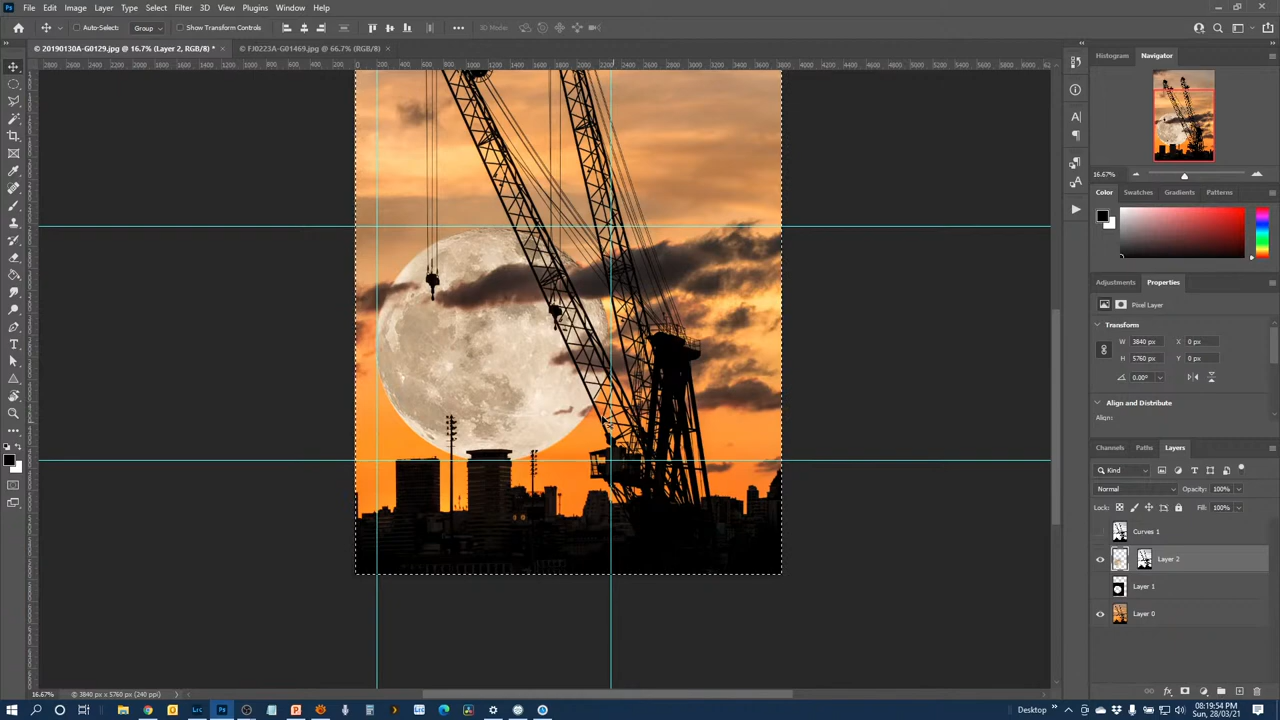 File Edit Image Layer Type Select Filter 3D View Plugins Window Help
Auto-Select: Group Show Transform Controls 3D Mode:
© 20190130A-G0129.jpg @ 16.7% (Layer 2, RGB/8) * × © FJ0223A-G01469.jpg @ 66.7% (RGB/8) ×
Histogram Navigator
16.67%
Color Swatches Gradients Patterns
Adjustments Properties
Pixel Layer
Transform
W 3840 px X 0 px
H 5760 px Y 0 px
0.00°
Align and Distribute
Align:
Channels Paths Layers
Kind
Normal Opacity: 100%
Lock: Fill: 100%
Curves 1
Layer 2
Layer 1
Layer 0
16.67% © 3840 px x 5760 px (240 ppi)
Desktop 08:19:54 PM
Sun, 28/03/21